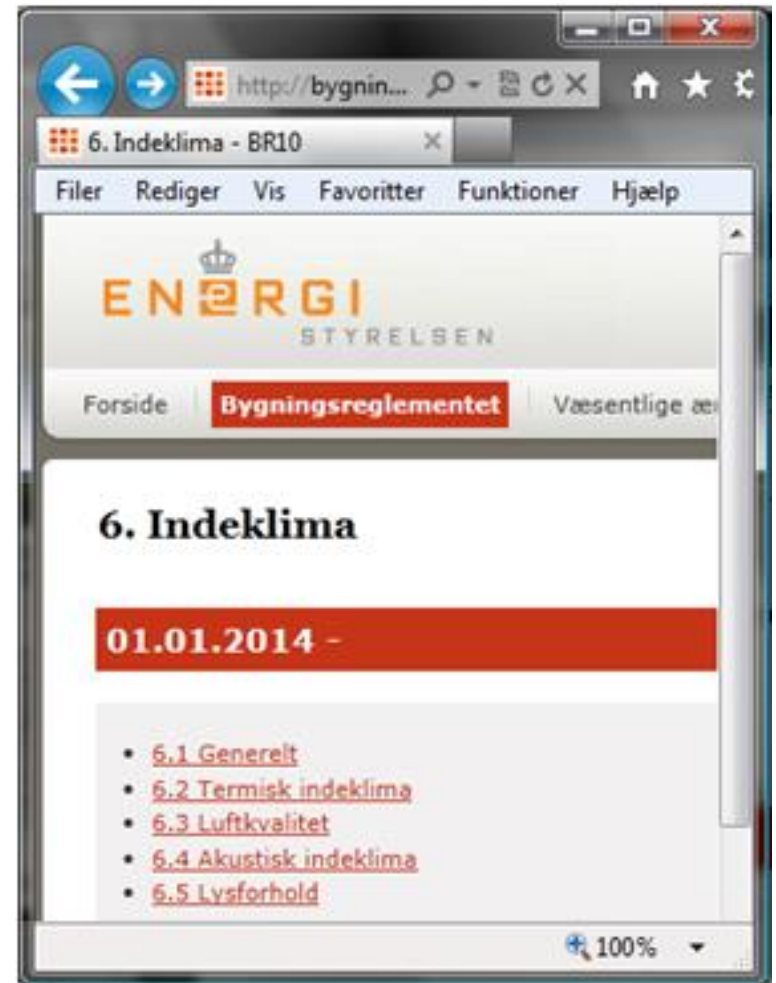 http://bygnin...
6. Indeklima - BR10
Filer Rediger Vis Favoritter Funktioner Hjælp
ENERGI
STYRELSEN
Forside Bygningsreglementet Væsentlige æn
6. Indeklima
01.01.2014 -
6.1 Generelt
6.2 Termisk indeklima
6.3 Luftkvalitet
6.4 Akustisk indeklima
6.5 Lysforhold
100%